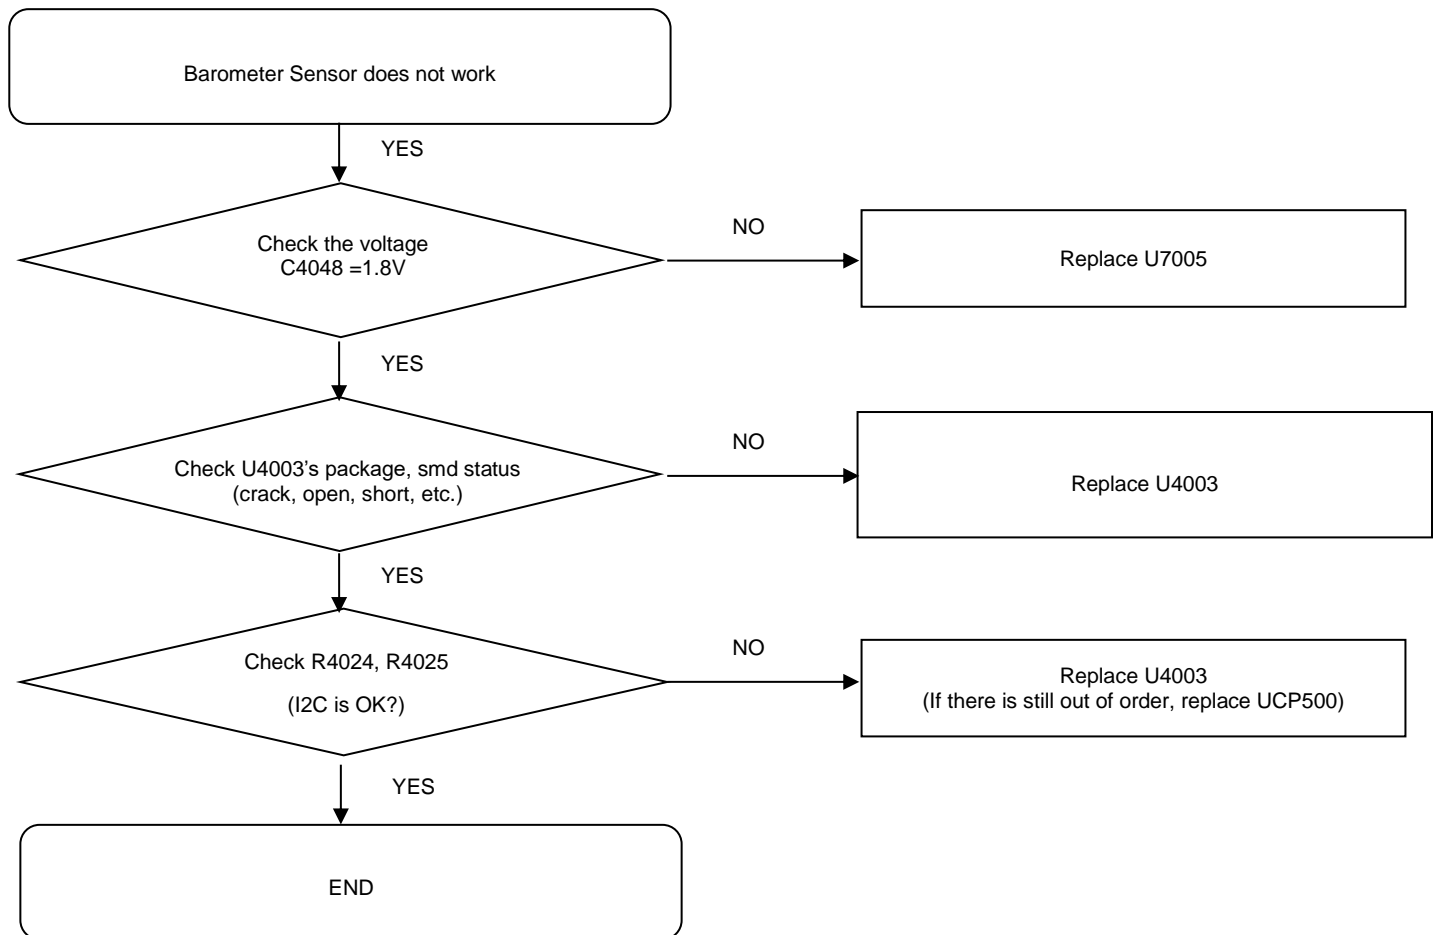 Barometer Sensor does not work
YES
Check the voltage
C4048 =1.8V
NO
Replace U7005
YES
Check U4003’s package, smd status
(crack, open, short, etc.)
NO
Replace U4003
YES
Check R4024, R4025
(I2C is OK?)
NO
Replace U4003
(If there is still out of order, replace UCP500)
YES
END